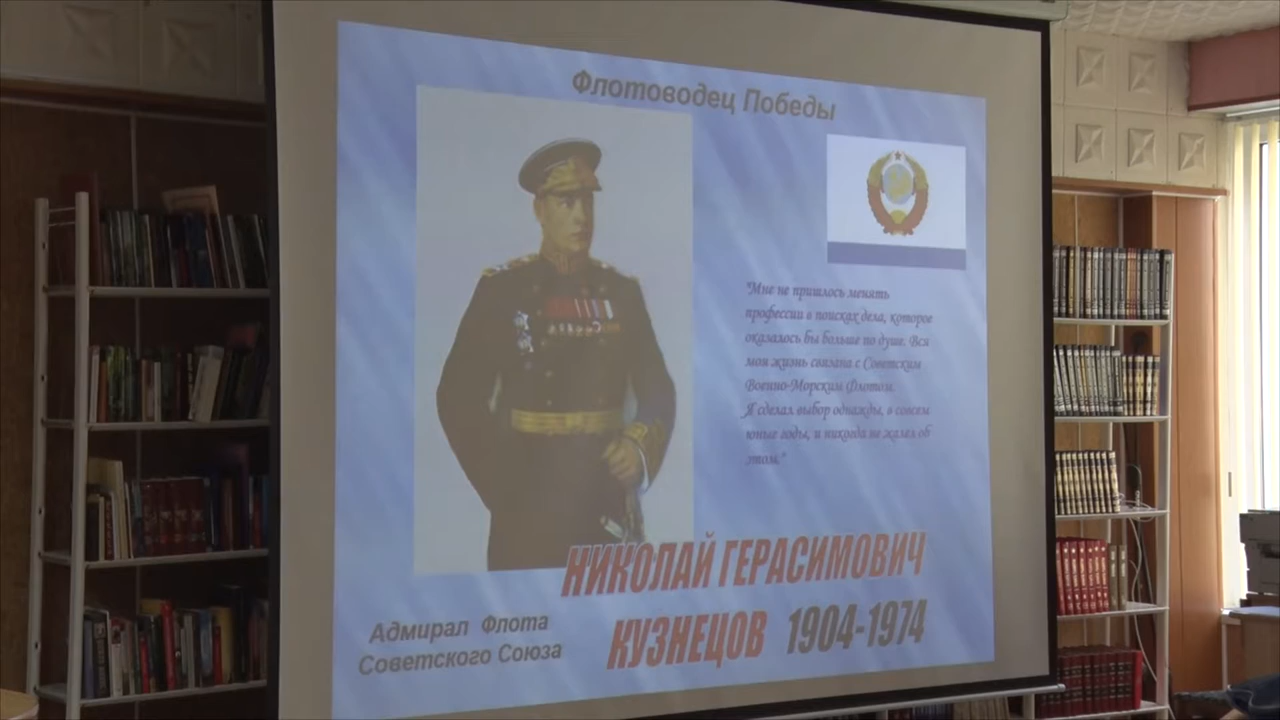 Флотоводец Победы
"Мне не пришлось менять
профессии в поисках дела, которое
оказалось бы больше по душе. Вся
моя жизнь связана с Советским
Военно-Морским Флотом.
Я сделал выбор однажды, в совсем
юные годы, и никогда не жалел об
этом."
НИКОЛАЙ ГЕРАСИМОВИЧ
КУЗНЕЦОВ 1904-1974
Адмирал Флота
Советского Союза